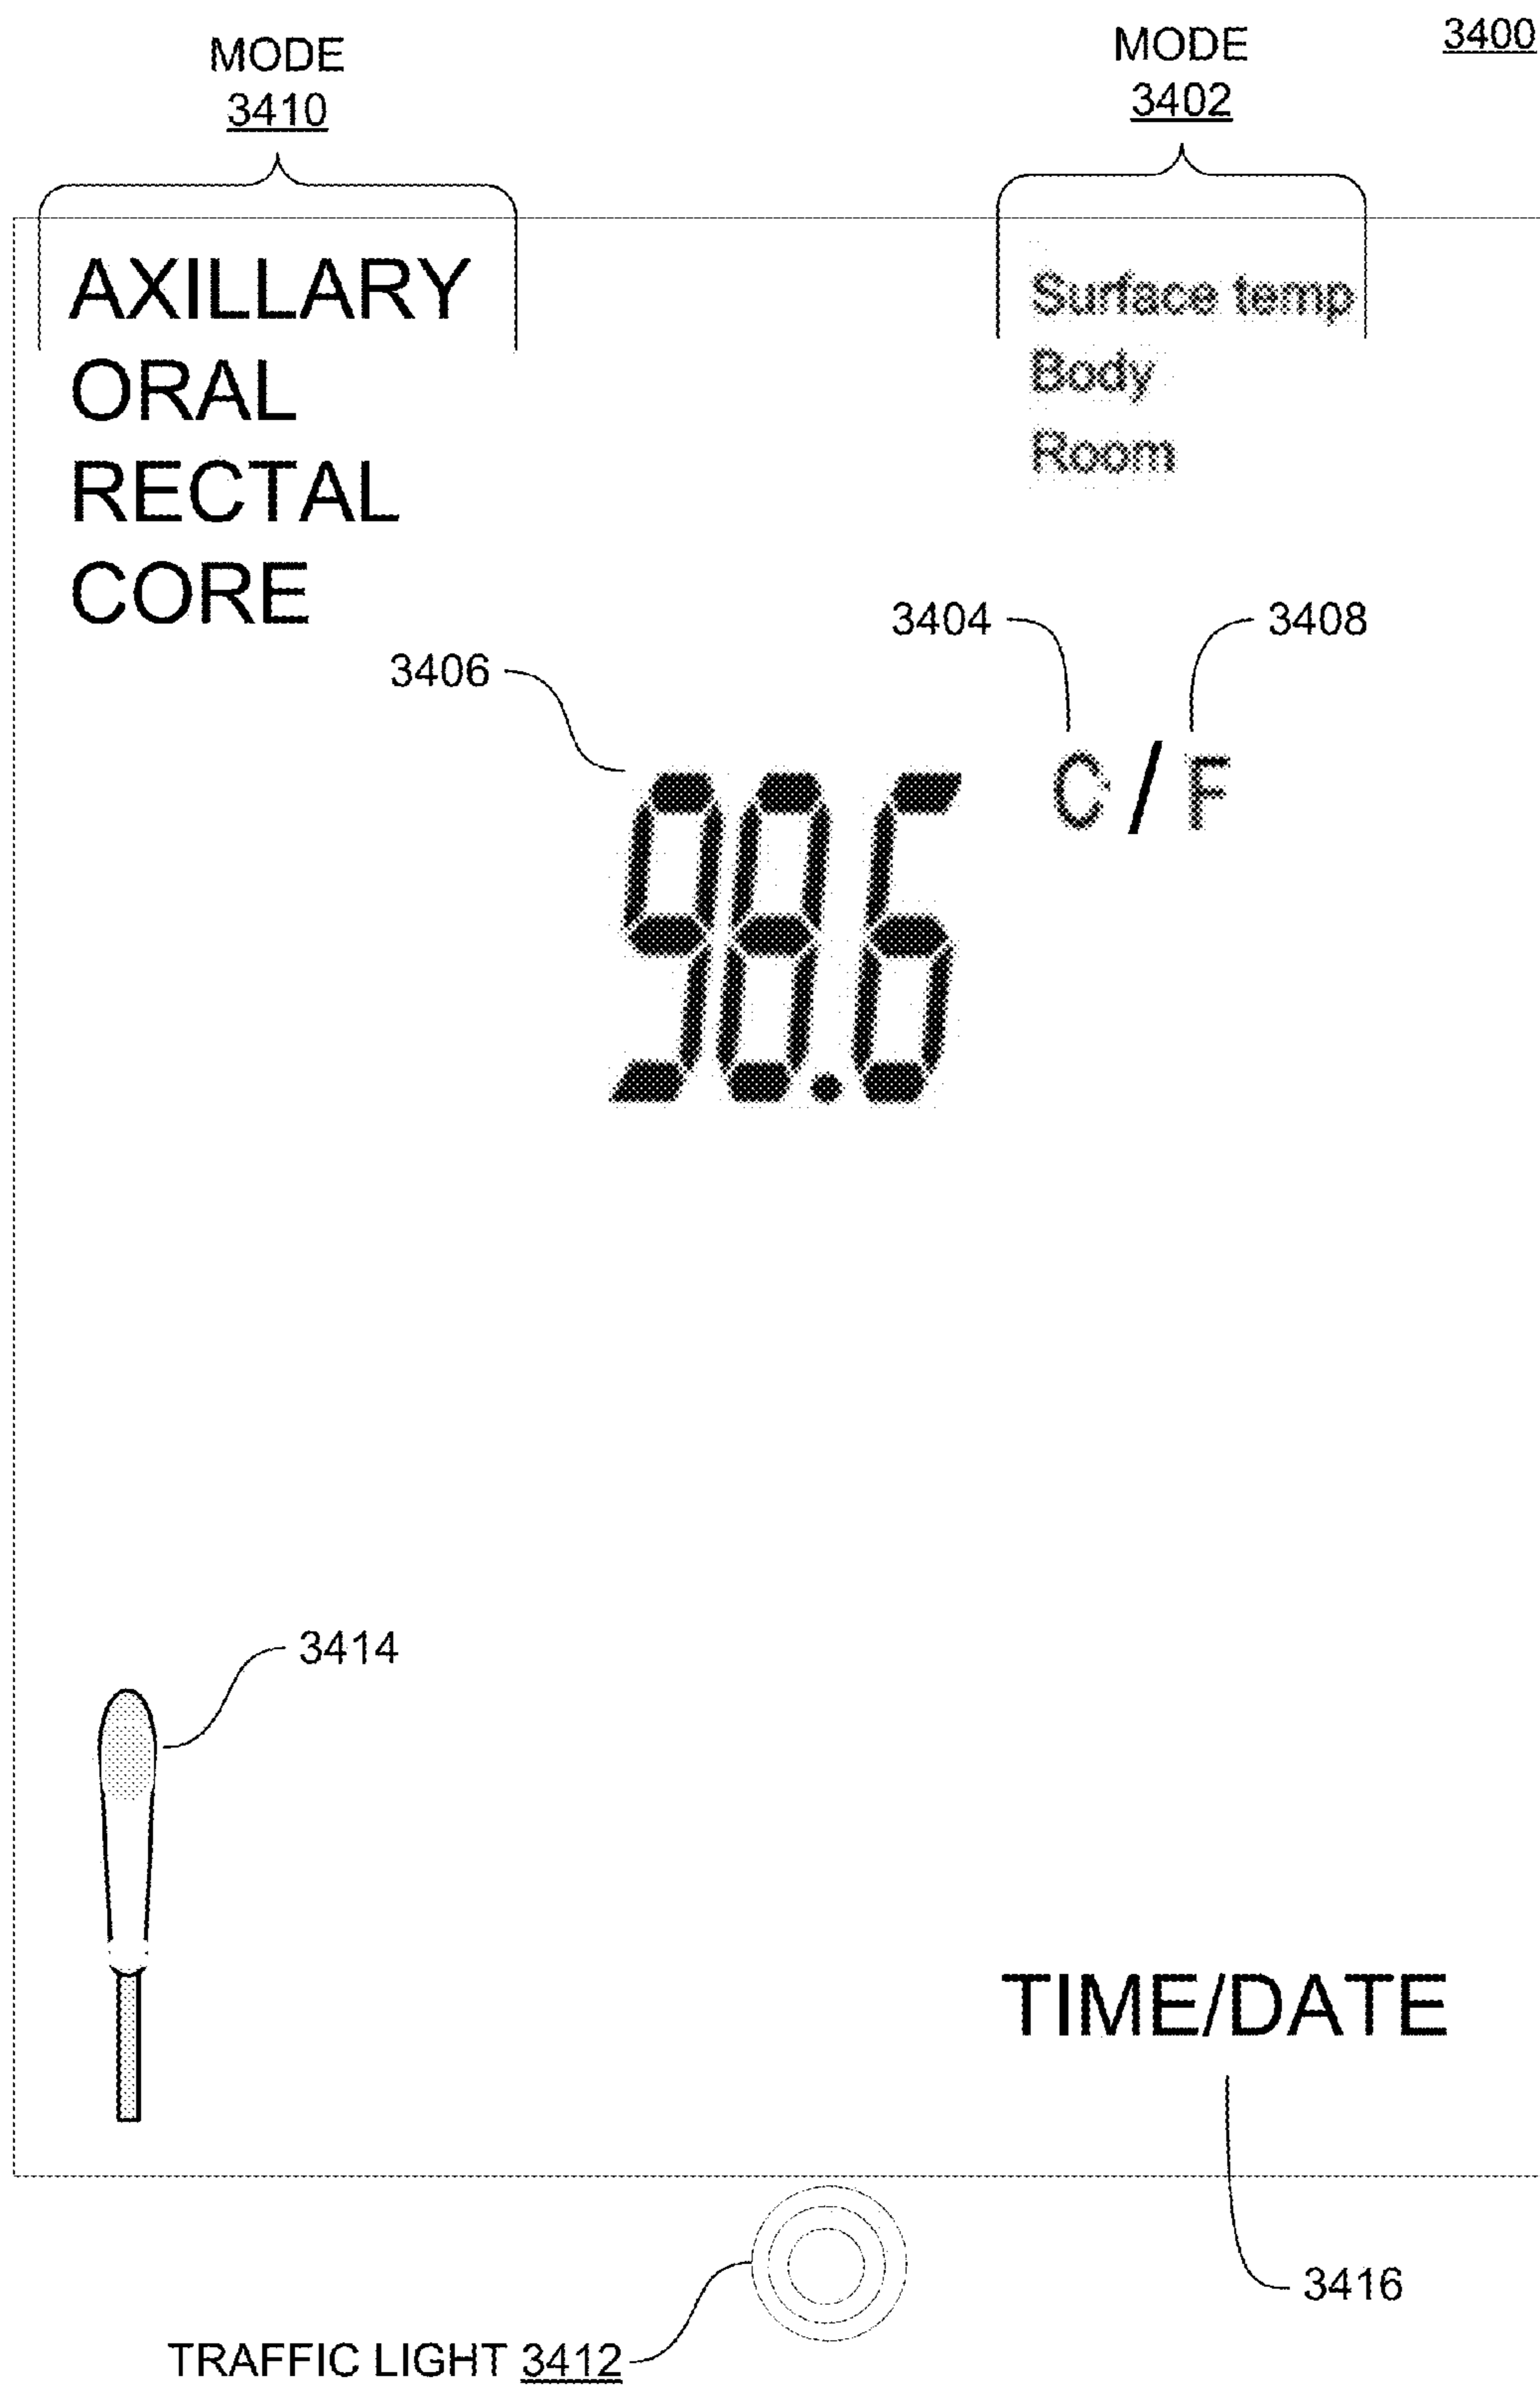 3400
MODE
3410
MODE
3402
AXILLARY
ORAL
RECTAL
CORE
Surface temp
Body
Room
3404
3408
3406
C / F
98.6
3414
TIME/DATE
3416
TRAFFIC LIGHT 3412